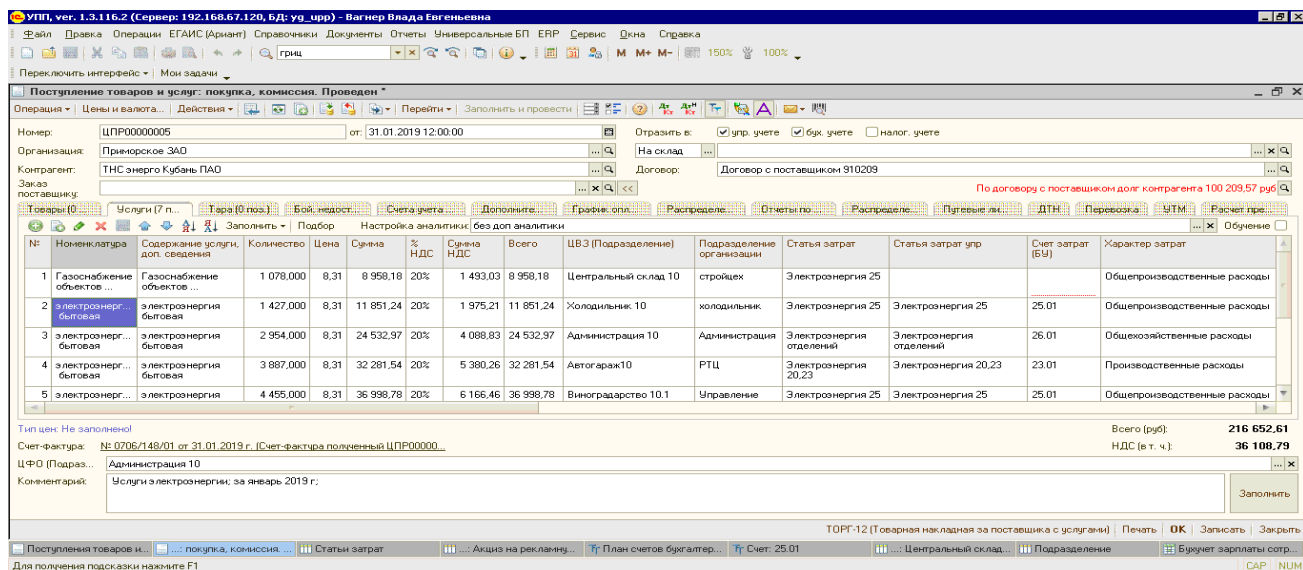 УПП, ver. 1.3.116.2 (Сервер: 192.168.67.120, БД: yg_upp) - Вагнер Влада Евгеньевна
Файл Правка Операции ЕГАИС (Ариант) Справочники Документы Отчеты Универсальные БП ERP Сервис Окна Справка
гриц M M+ M- 150% 100%
Переключить интерфейс Мои задачи
Поступление товаров и услуг: покупка, комиссия. Проведен *
Операция Цены и валюта... Действия Перейти Заполнить и провести
Номер: ЦПР00000005 от: 31.01.2019 12:00:00 Отразить в: упр. учете бух. учете налог. учете
Организация: Приморское ЗАО На склад
Контрагент: ТНС энерго Кубань ПАО Договор: Договор с поставщиком 910209
Заказ поставщику: По договору с поставщиком долг контрагента 100 209,57 руб
Товары (0 ... Услуги (7 п... Тара (0 поз.) Бой, недост... Счета учета ... Дополните... График опл... Распределе... Отчеты по ... Распределе... Путевые ли... ДТН Перевозка УТМ Расчет пре...
Заполнить Подбор Настройка аналитики: без доп аналитики Обучение
№ Номенклатура Содержание услуги, доп. сведения Количество Цена Сумма % НДС Сумма НДС Всего ЦВЗ (Подразделение) Подразделение организации Статья затрат Статья затрат упр Счет затрат (БУ) Характер затрат
1 Газоснабжение объектов ... Газоснабжение объектов ... 1 078,000 8,31 8 958,18 20% 1 493,03 8 958,18 Центральный склад 10 стройцех Электроэнергия 25 Общепроизводственные расходы
2 электроэнерг... бытовая электроэнергия бытовая 1 427,000 8,31 11 851,24 20% 1 975,21 11 851,24 Холодильник 10 холодильник Электроэнергия 25 Электроэнергия 25 25.01 Общепроизводственные расходы
3 электроэнерг... бытовая электроэнергия бытовая 2 954,000 8,31 24 532,97 20% 4 088,83 24 532,97 Администрация 10 Администрация Электроэнергия отделений Электроэнергия отделений 26.01 Общехозяйственные расходы
4 электроэнерг... бытовая электроэнергия бытовая 3 887,000 8,31 32 281,54 20% 5 380,26 32 281,54 Автогараж10 РТЦ Электроэнергия 20,23 Электроэнергия 20,23 23.01 Производственные расходы
5 электроэнерг... электроэнергия 4 455,000 8,31 36 998,78 20% 6 166,46 36 998,78 Виноградарство 10.1 Управление Электроэнергия 25 Электроэнергия 25 25.01 Общепроизводственные расходы
Тип цен: Не заполнено! Всего (руб): 216 652,61
Счет-фактура: № 0706/148/01 от 31.01.2019 г. (Счет-фактура полученный ЦПР00000... НДС (в т. ч.): 36 108,79
ЦФО (Подраз... Администрация 10
Комментарий: Услуги электроэнергии; за январь 2019 г;
Заполнить
ТОРГ-12 (Товарная накладная за поставщика с услугами) Печать OK Записать Закрыть
Поступления товаров и... ...: покупка, комиссия. ... Статьи затрат ...: Акциз на рекламну... План счетов бухгалтер... Счет: 25.01 ...: Центральный склад... Подразделение Бухучет зарплаты сотр...
Для получения подсказки нажмите F1 CAP NUM